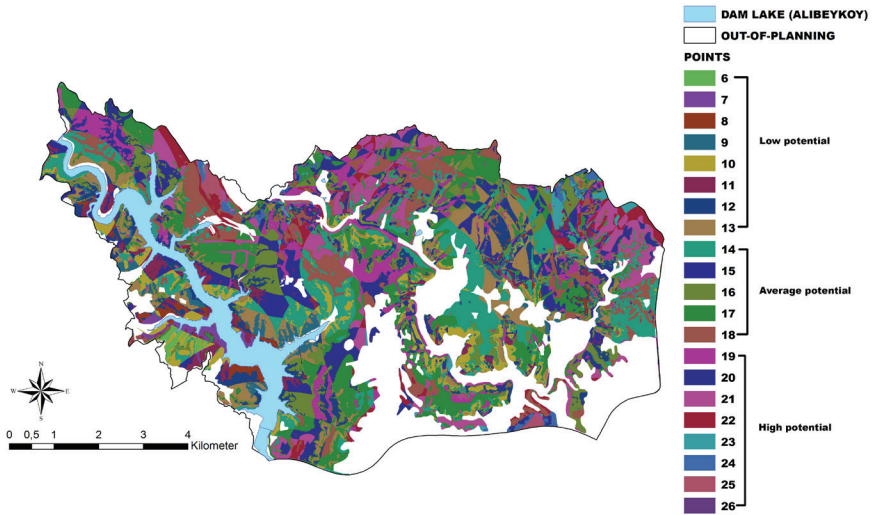 DAM LAKE (ALIBEYKOY)
OUT-OF-PLANNING
POINTS
6
7
8
9
10
11
12
13
Low potential
14
15
16
17
18
Average potential
19
20
21
22
23
24
25
26
High potential
N
W E
S
0 0,5 1 2 3 4
Kilometer